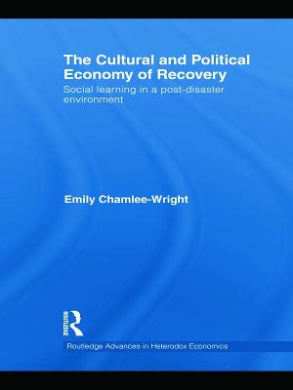 The Cultural and Political
Economy of Recovery
Social learning in a post-disaster
environment
Emily Chamlee-Wright
ROUTLEDGE
Routledge Advances in Heterodox Economics